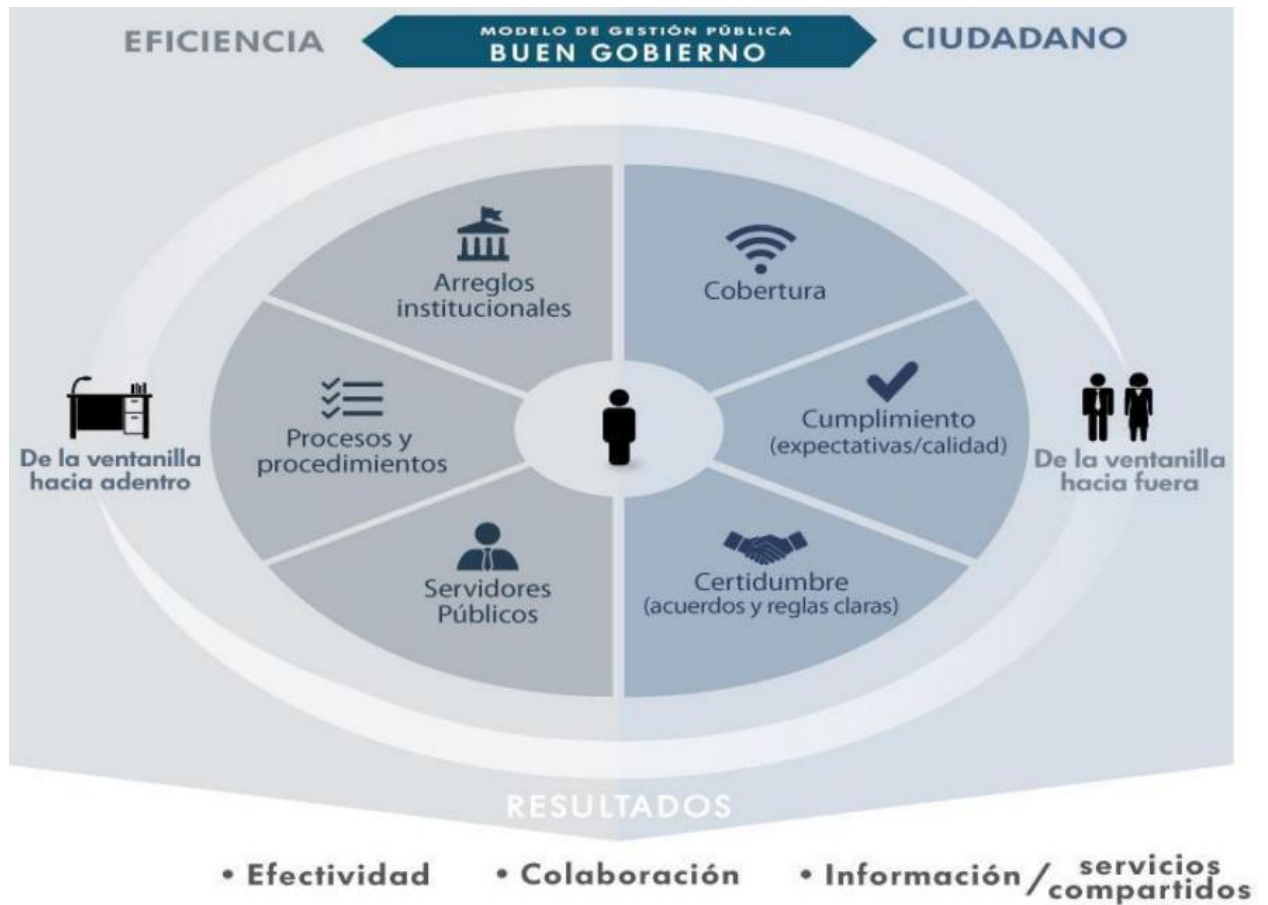 EFICIENCIA
MODELO DE GESTIÓN PÚBLICA
BUEN GOBIERNO
CIUDADANO
Arreglos
institucionales
Cobertura
Procesos y
procedimientos
Cumplimiento
(expectativas/calidad)
De la ventanilla
hacia adentro
De la ventanilla
hacia fuera
Servidores
Públicos
Certidumbre
(acuerdos y reglas claras)
RESULTADOS
• Efectividad
• Colaboración
• Información / servicios
compartidos